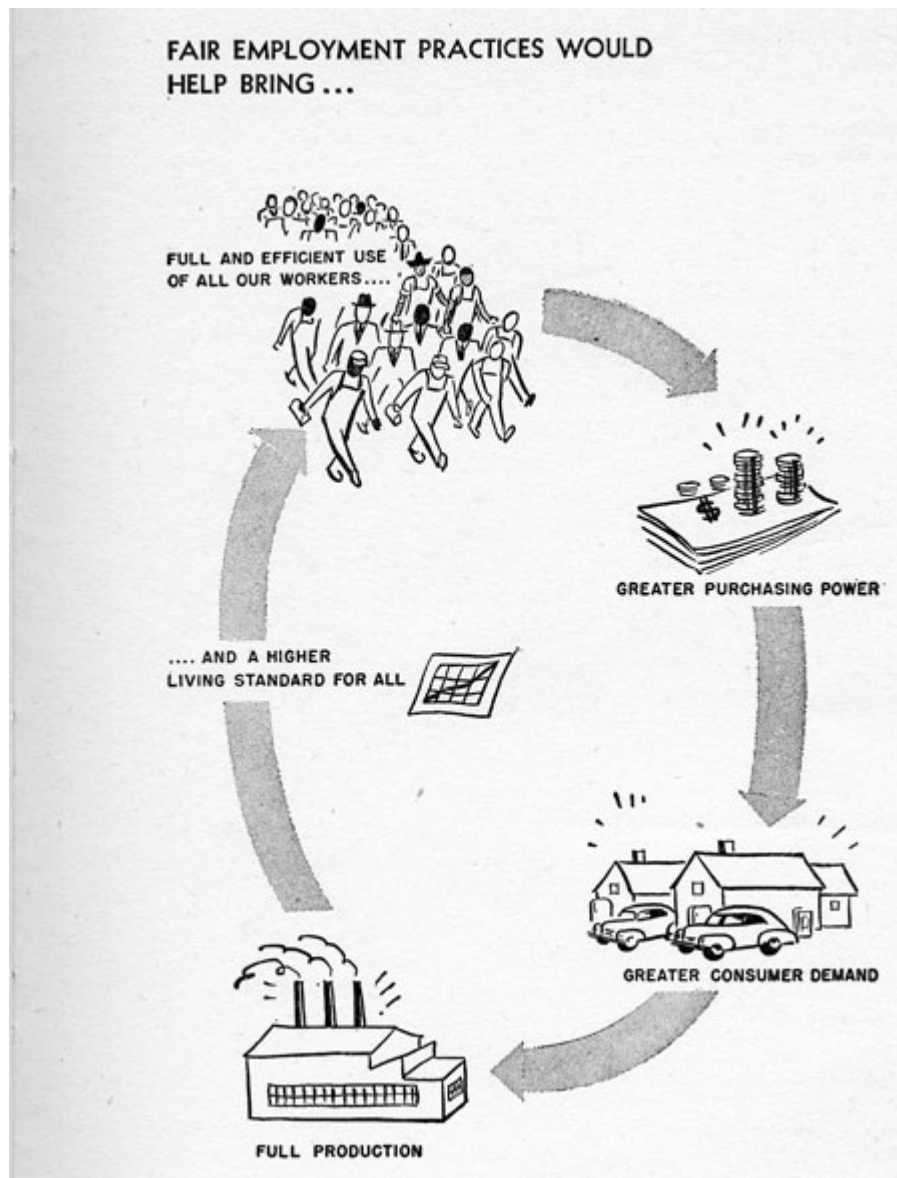 FAIR EMPLOYMENT PRACTICES WOULD
HELP BRING ...
FULL AND EFFICIENT USE
OF ALL OUR WORKERS....
$
GREATER PURCHASING POWER
GREATER CONSUMER DEMAND
FULL PRODUCTION
.... AND A HIGHER
LIVING STANDARD FOR ALL